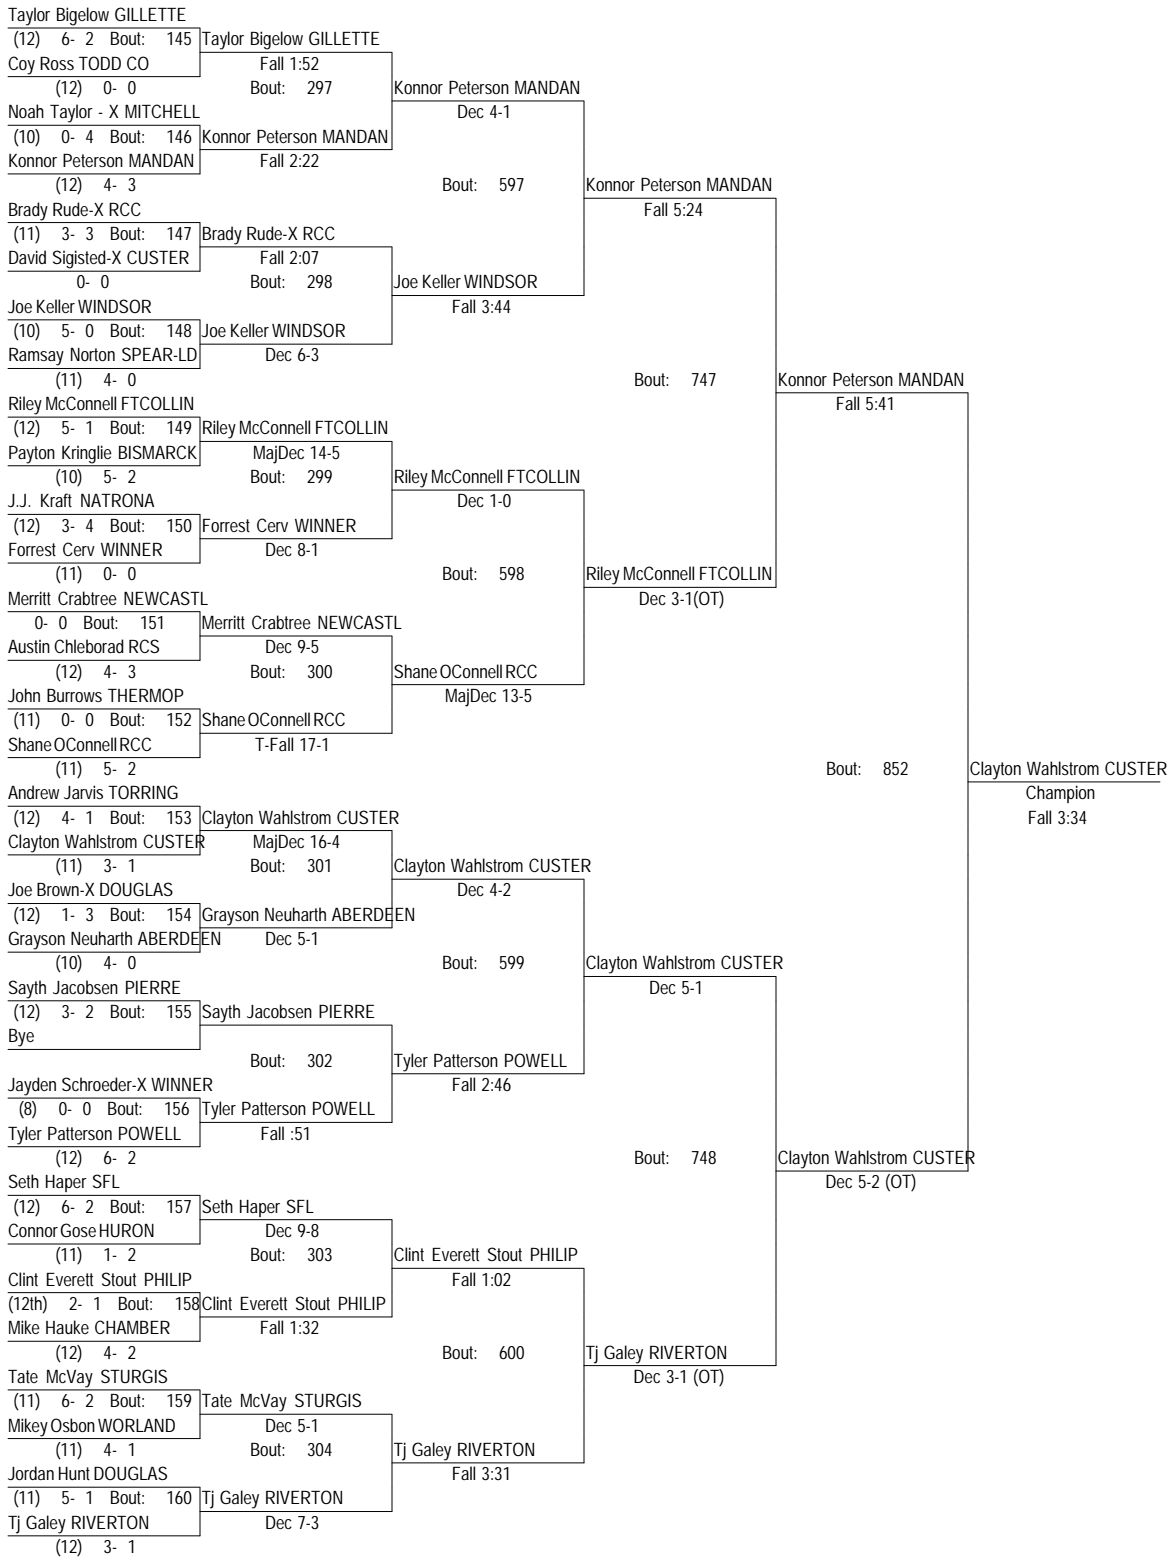 Taylor Bigelow GILLETTE
(12) 6- 2 Bout: 145 Taylor Bigelow GILLETTE
Coy Ross TODD CO Fall 1:52
(12) 0- 0 Bout: 297 Konnor Peterson MANDAN
Noah Taylor - X MITCHELL Dec 4-1
(10) 0- 4 Bout: 146 Konnor Peterson MANDAN
Konnor Peterson MANDAN Fall 2:22
(12) 4- 3 Bout: 597 Konnor Peterson MANDAN
Brady Rude-X RCC Fall 5:24
(11) 3- 3 Bout: 147 Brady Rude-X RCC
David Sigisted-X CUSTER Fall 2:07
0- 0 Bout: 298 Joe Keller WINDSOR
Joe Keller WINDSOR Fall 3:44
(10) 5- 0 Bout: 148 Joe Keller WINDSOR
Ramsay Norton SPEAR-LD Dec 6-3
(11) 4- 0 Bout: 747 Konnor Peterson MANDAN
Riley McConnell FTCOLLIN Fall 5:41
(12) 5- 1 Bout: 149 Riley McConnell FTCOLLIN
Payton Kringlie BISMARCK MajDec 14-5
(10) 5- 2 Bout: 299 Riley McConnell FTCOLLIN
J.J. Kraft NATRONA Dec 1-0
(12) 3- 4 Bout: 150 Forrest Cerv WINNER
Forrest Cerv WINNER Dec 8-1
(11) 0- 0 Bout: 598 Riley McConnell FTCOLLIN
Merritt Crabtree NEWCASTL Dec 3-1(OT)
0- 0 Bout: 151 Merritt Crabtree NEWCASTL
Austin Chleborad RCS Dec 9-5
(12) 4- 3 Bout: 300 Shane OConnell RCC
John Burrows THERMOP MajDec 13-5
(11) 0- 0 Bout: 152 Shane OConnell RCC
Shane OConnell RCC T-Fall 17-1
(11) 5- 2 Bout: 852 Clayton Wahlstrom CUSTER
Andrew Jarvis TORRING Champion
(12) 4- 1 Bout: 153 Clayton Wahlstrom CUSTER Fall 3:34
Clayton Wahlstrom CUSTER MajDec 16-4
(11) 3- 1 Bout: 301 Clayton Wahlstrom CUSTER
Joe Brown-X DOUGLAS Dec 4-2
(12) 1- 3 Bout: 154 Grayson Neuharth ABERDEEN
Grayson Neuharth ABERDEEN Dec 5-1
(10) 4- 0 Bout: 599 Clayton Wahlstrom CUSTER
Sayth Jacobsen PIERRE Dec 5-1
(12) 3- 2 Bout: 155 Sayth Jacobsen PIERRE
Bye
Bout: 302 Tyler Patterson POWELL
Jayden Schroeder-X WINNER Fall 2:46
(8) 0- 0 Bout: 156 Tyler Patterson POWELL
Tyler Patterson POWELL Fall :51
(12) 6- 2 Bout: 748 Clayton Wahlstrom CUSTER
Seth Haper SFL Dec 5-2 (OT)
(12) 6- 2 Bout: 157 Seth Haper SFL
Connor Gose HURON Dec 9-8
(11) 1- 2 Bout: 303 Clint Everett Stout PHILIP
Clint Everett Stout PHILIP Fall 1:02
(12th) 2- 1 Bout: 158 Clint Everett Stout PHILIP
Mike Hauke CHAMBER Fall 1:32
(12) 4- 2 Bout: 600 Tj Galey RIVERTON
Tate McVay STURGIS Dec 3-1 (OT)
(11) 6- 2 Bout: 159 Tate McVay STURGIS
Mikey Osbon WORLAND Dec 5-1
(11) 4- 1 Bout: 304 Tj Galey RIVERTON
Jordan Hunt DOUGLAS Fall 3:31
(11) 5- 1 Bout: 160 Tj Galey RIVERTON
Tj Galey RIVERTON Dec 7-3
(12) 3- 1